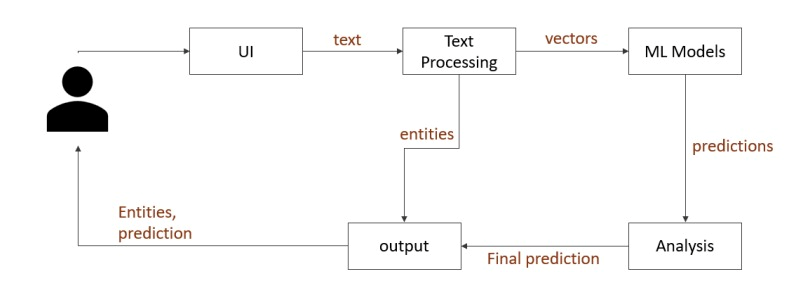 UI
text
Text
Processing
vectors
ML Models
entities
predictions
Entities,
prediction
output
Final prediction
Analysis